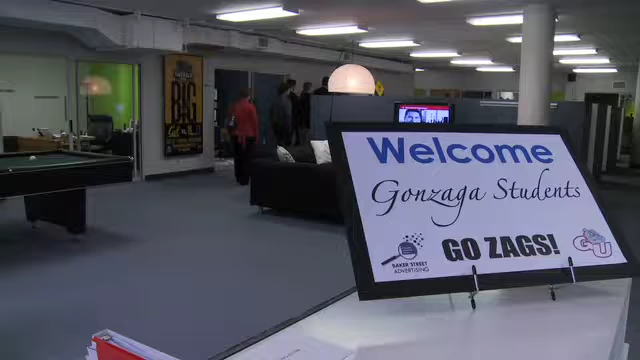 BIG
Welcome
Gonzaga Students
GO ZAGS!
BAKER STREET
ADVERTISING
GU